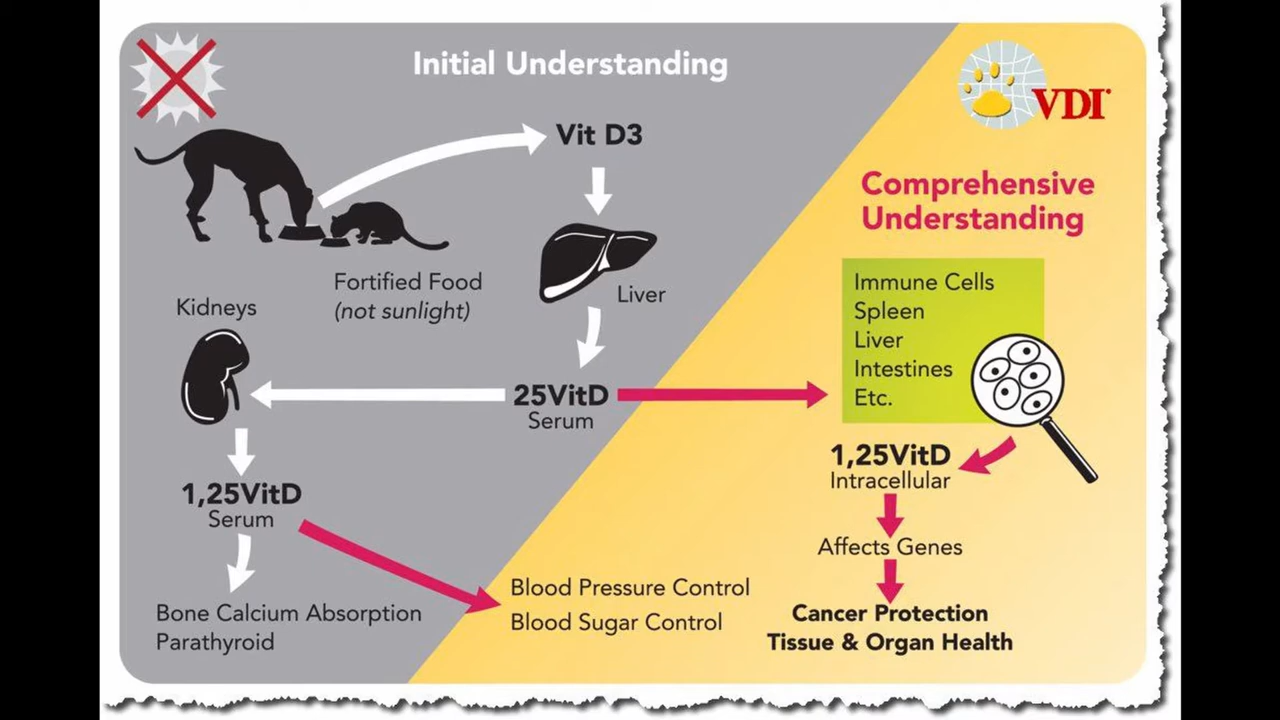 Initial Understanding
VDI
Vit D3
Comprehensive
Understanding
Fortified Food
(not sunlight)
Liver
Kidneys
Immune Cells
Spleen
Liver
Intestines
Etc.
25VitD
Serum
1,25VitD
Intracellular
1,25VitD
Serum
Affects Genes
Blood Pressure Control
Blood Sugar Control
Bone Calcium Absorption
Parathyroid
Cancer Protection
Tissue & Organ Health